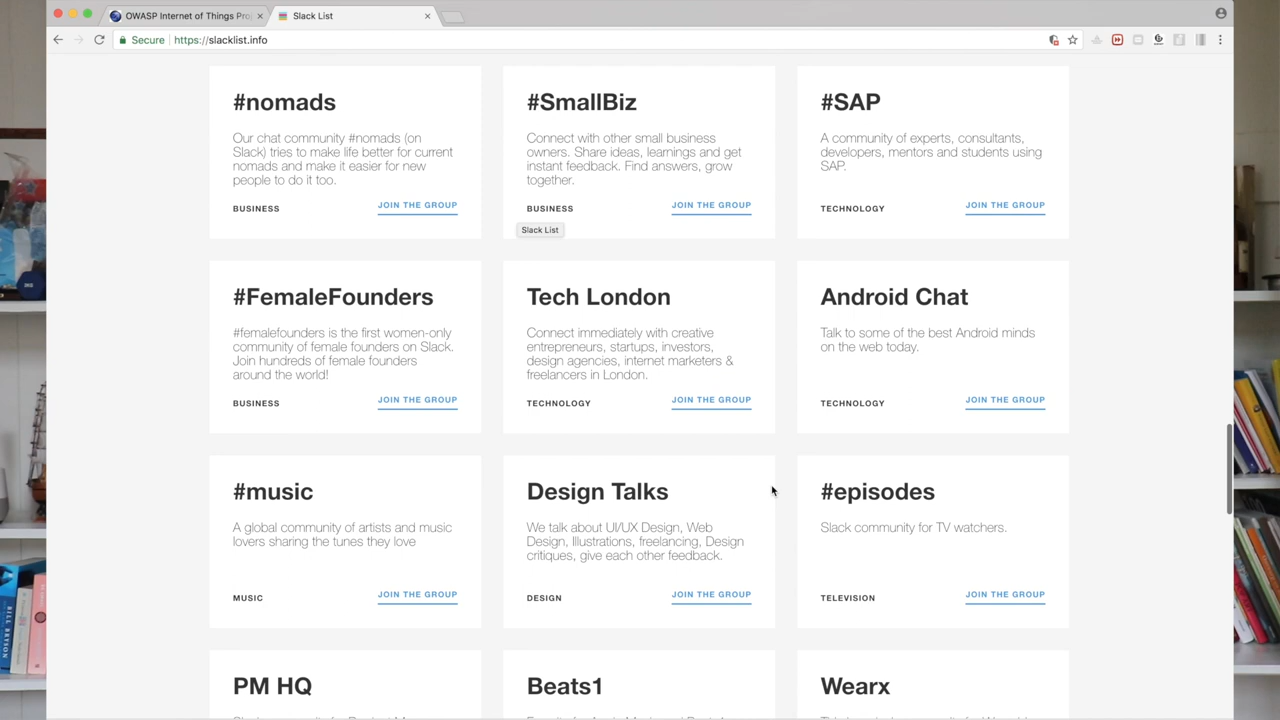 OWASP Internet of Things Pro
Slack List
Secure
https://slacklist.info
#nomads
Our chat community #nomads (on
Slack) tries to make life better for current
nomads and make it easier for new
people to do it too.
BUSINESS
JOIN THE GROUP
#SmallBiz
Connect with other small business
owners. Share ideas, learnings and get
instant feedback. Find answers, grow
together.
BUSINESS
JOIN THE GROUP
Slack List
#SAP
A community of experts, consultants,
developers, mentors and students using
SAP.
TECHNOLOGY
JOIN THE GROUP
#FemaleFounders
#femalefounders is the first women-only
community of female founders on Slack.
Join hundreds of female founders
around the world!
BUSINESS
JOIN THE GROUP
Tech London
Connect immediately with creative
entrepreneurs, startups, investors,
design agencies, internet marketers &
freelancers in London.
TECHNOLOGY
JOIN THE GROUP
Android Chat
Talk to some of the best Android minds
on the web today.
TECHNOLOGY
JOIN THE GROUP
#music
A global community of artists and music
lovers sharing the tunes they love
MUSIC
JOIN THE GROUP
Design Talks
We talk about UI/UX Design, Web
Design, Illustrations, freelancing, Design
critiques, give each other feedback.
DESIGN
JOIN THE GROUP
#episodes
Slack community for TV watchers.
TELEVISION
JOIN THE GROUP
PM HQ
Beats1
Wearx
BILL BRYSON